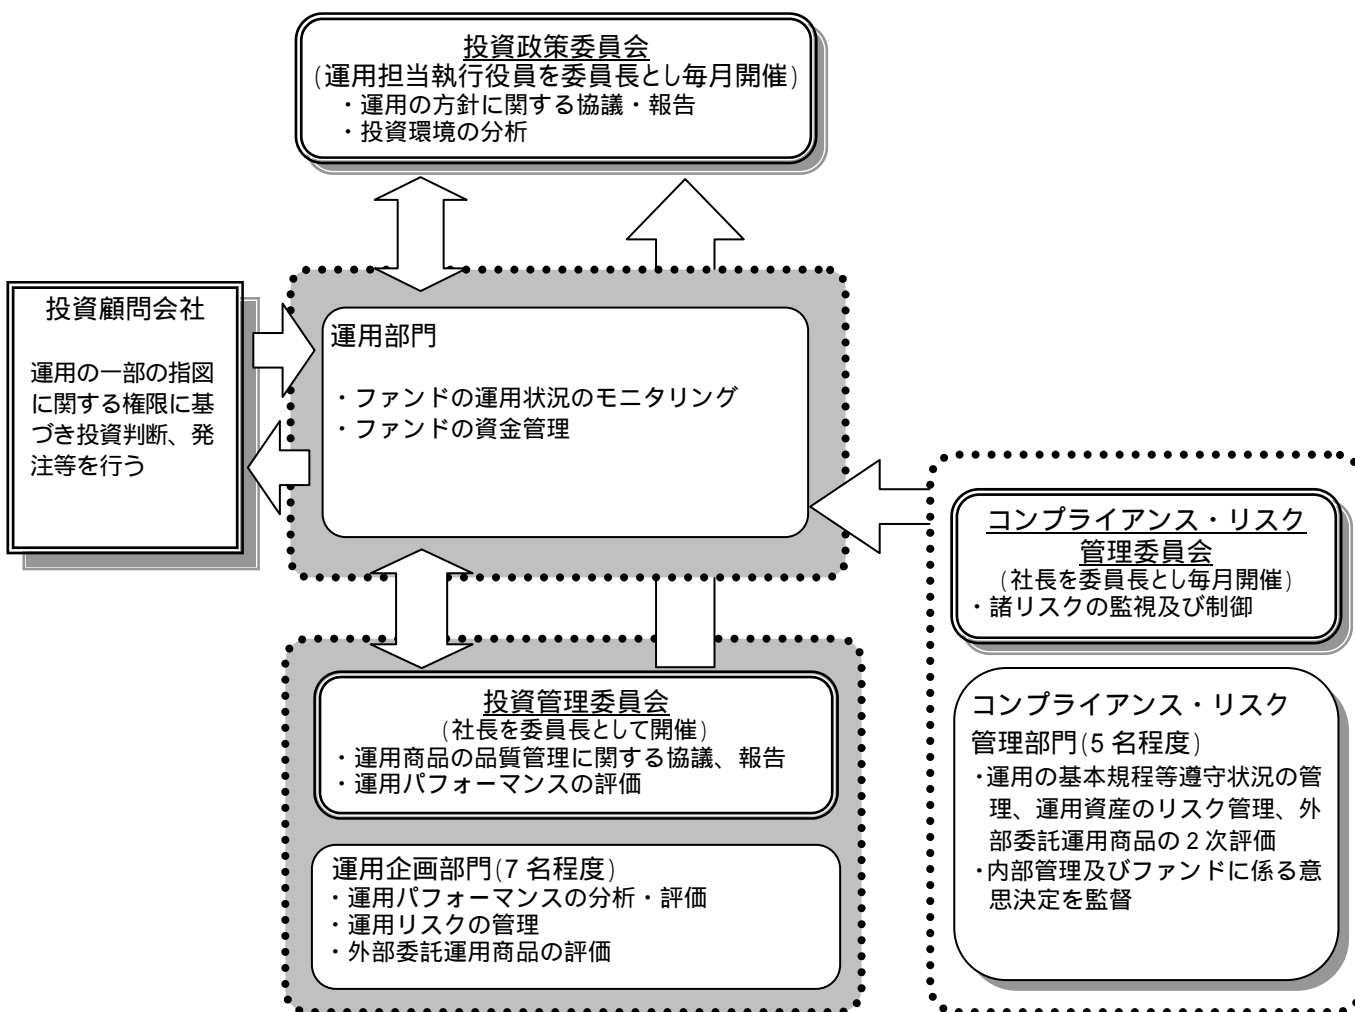 投資政策委員会
(運用担当執行役員を委員長とし毎月開催)
・運用の方針に関する協議・報告
・投資環境の分析
投資顧問会社
運用の一部の指図
に関する権限に基
づき投資判断、発
注等を行う
運用部門
・ファンドの運用状況のモニタリング
・ファンドの資金管理
コンプライアンス・リスク
管理委員会
(社長を委員長とし毎月開催)
・諸リスクの監視及び制御
投資管理委員会
(社長を委員長として開催)
・運用商品の品質管理に関する協議、報告
・運用パフォーマンスの評価
運用企画部門(7名程度)
・運用パフォーマンスの分析・評価
・運用リスクの管理
・外部委託運用商品の評価
コンプライアンス・リスク
管理部門(5名程度)
・運用の基本規程等遵守状況の管
理、運用資産のリスク管理、外
部委託運用商品の2次評価
・内部管理及びファンドに係る意
思決定を監督